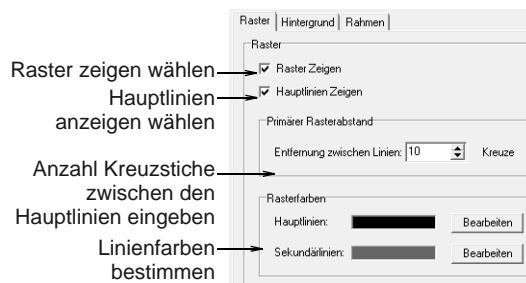 Raster Hintergrund Rahmen
Raster
Raster zeigen wählen
Raster Zeigen
Hauptlinien
anzeigen wählen
Hauptlinien Zeigen
Primärer Rasterabstand
Entfernung zwischen Linien: 10 Kreuze
Anzahl Kreuzstiche
zwischen den
Hauptlinien eingeben
Rasterfarben
Hauptlinien: Bearbeiten
Linienfarben
bestimmen
Sekundärlinien: Bearbeiten